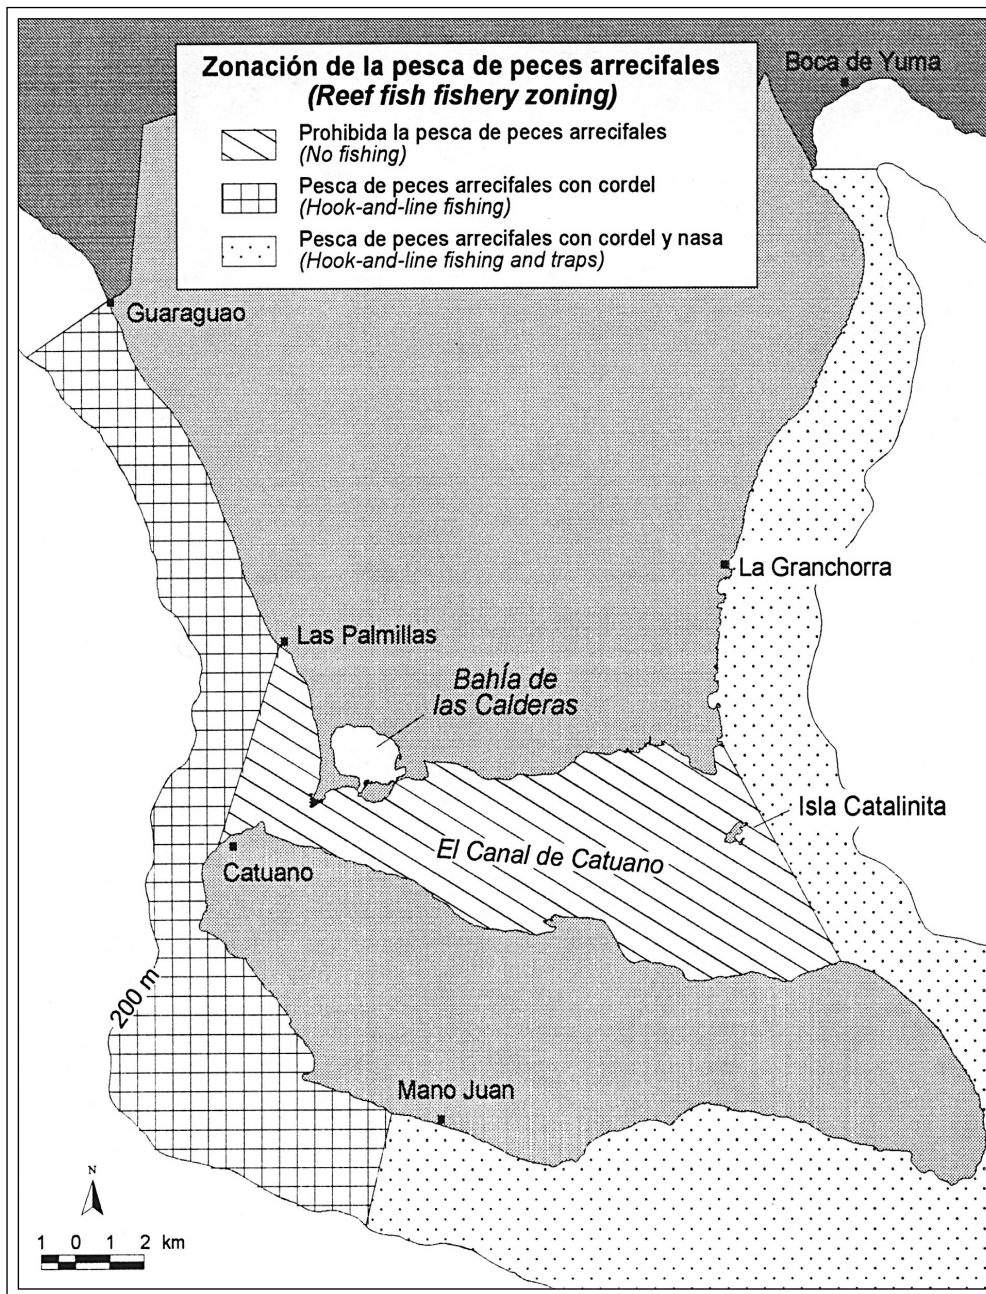 Zonación de la pesca de peces arrecifales
(Reef fish fishery zoning)
Prohibida la pesca de peces arrecifales
(No fishing)
Pesca de peces arrecifales con cordel
(Hook-and-line fishing)
Pesca de peces arrecifales con cordel y nasa
(Hook-and-line fishing and traps)
Boca de Yuma
Guaraguao
La Granchorra
Las Palmillas
Bahía de
las Calderas
Isla Catalinita
El Canal de Catuano
Catuano
200 m
Mano Juan
N
1 0 1 2 km